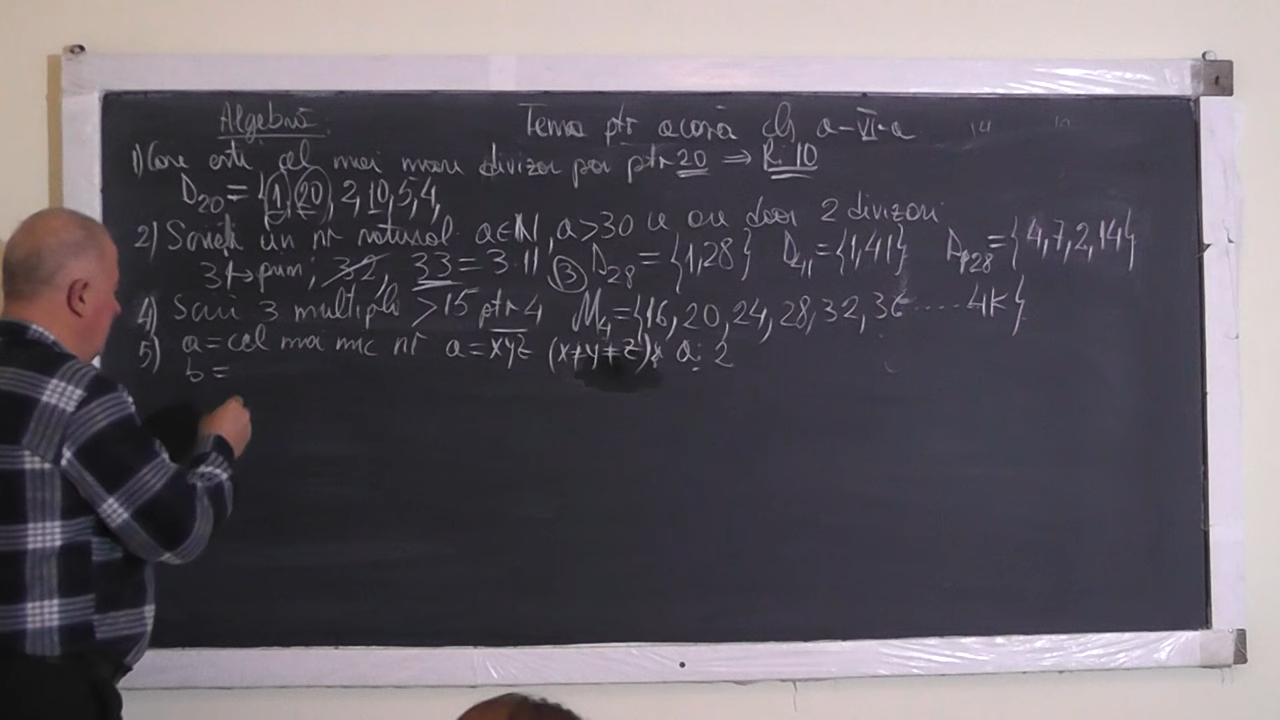 Algebră
Tema ptr acasă cls a-VI-a
1) Care este cel mai mare divizor par ptr 20 ⇒ R: 10
D20 = {1, 20, 2, 10, 5, 4,
2) Scrieți un nr natural a∈N, a>30 ce are doar 2 divizori
31→prim; 32, 33=3·11 ③ D28={1,28} D41={1,41} Dp28={4,7,2,14}
4) Scrie 3 multipli >15 ptr 4 M4={16,20,24,28,32,36.....4K}
5) a=cel mai mic nr a=xyz (x≠y≠z) a⋮2
b=